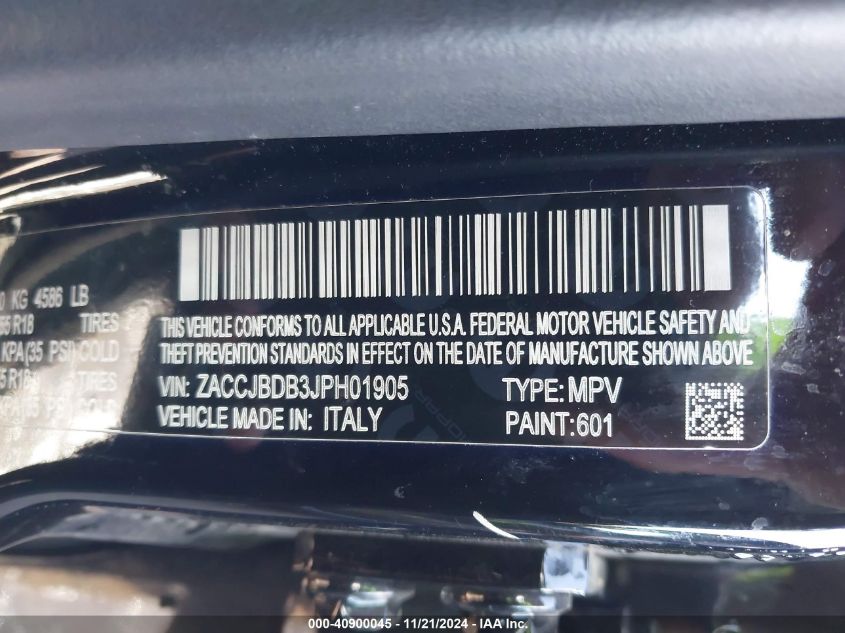 0 KG 4586 LB
R18 TIRES
KPA(35 PSI) COLD
THIS VEHICLE CONFORMS TO ALL APPLICABLE U.S.A. FEDERAL MOTOR VEHICLE SAFETY AND
THEFT PREVENTION STANDARDS IN EFFECT ON THE DATE OF MANUFACTURE SHOWN ABOVE
VIN: ZACCJBDB3JPH01905 TYPE: MPV
VEHICLE MADE IN: ITALY PAINT:601
000-40900045 - 11/21/2024 - IAA Inc.